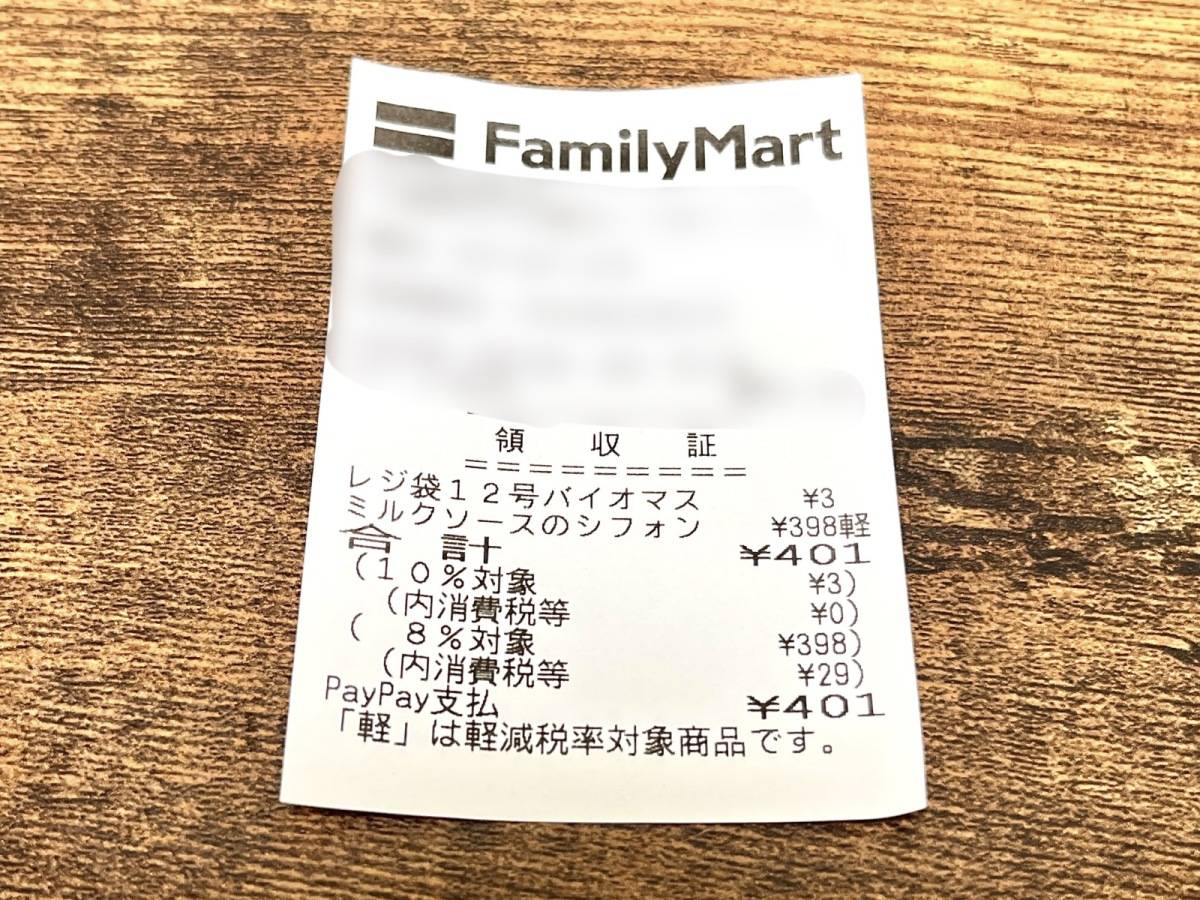 FamilyMart
領収証
=========
レジ袋12号バイオマス ¥3
ミルクソースのシフォン ¥398軽
合計 ¥401
(10%対象 ¥3)
(内消費税等 ¥0)
( 8%対象 ¥398)
(内消費税等 ¥29)
PayPay支払 ¥401
「軽」は軽減税率対象商品です。